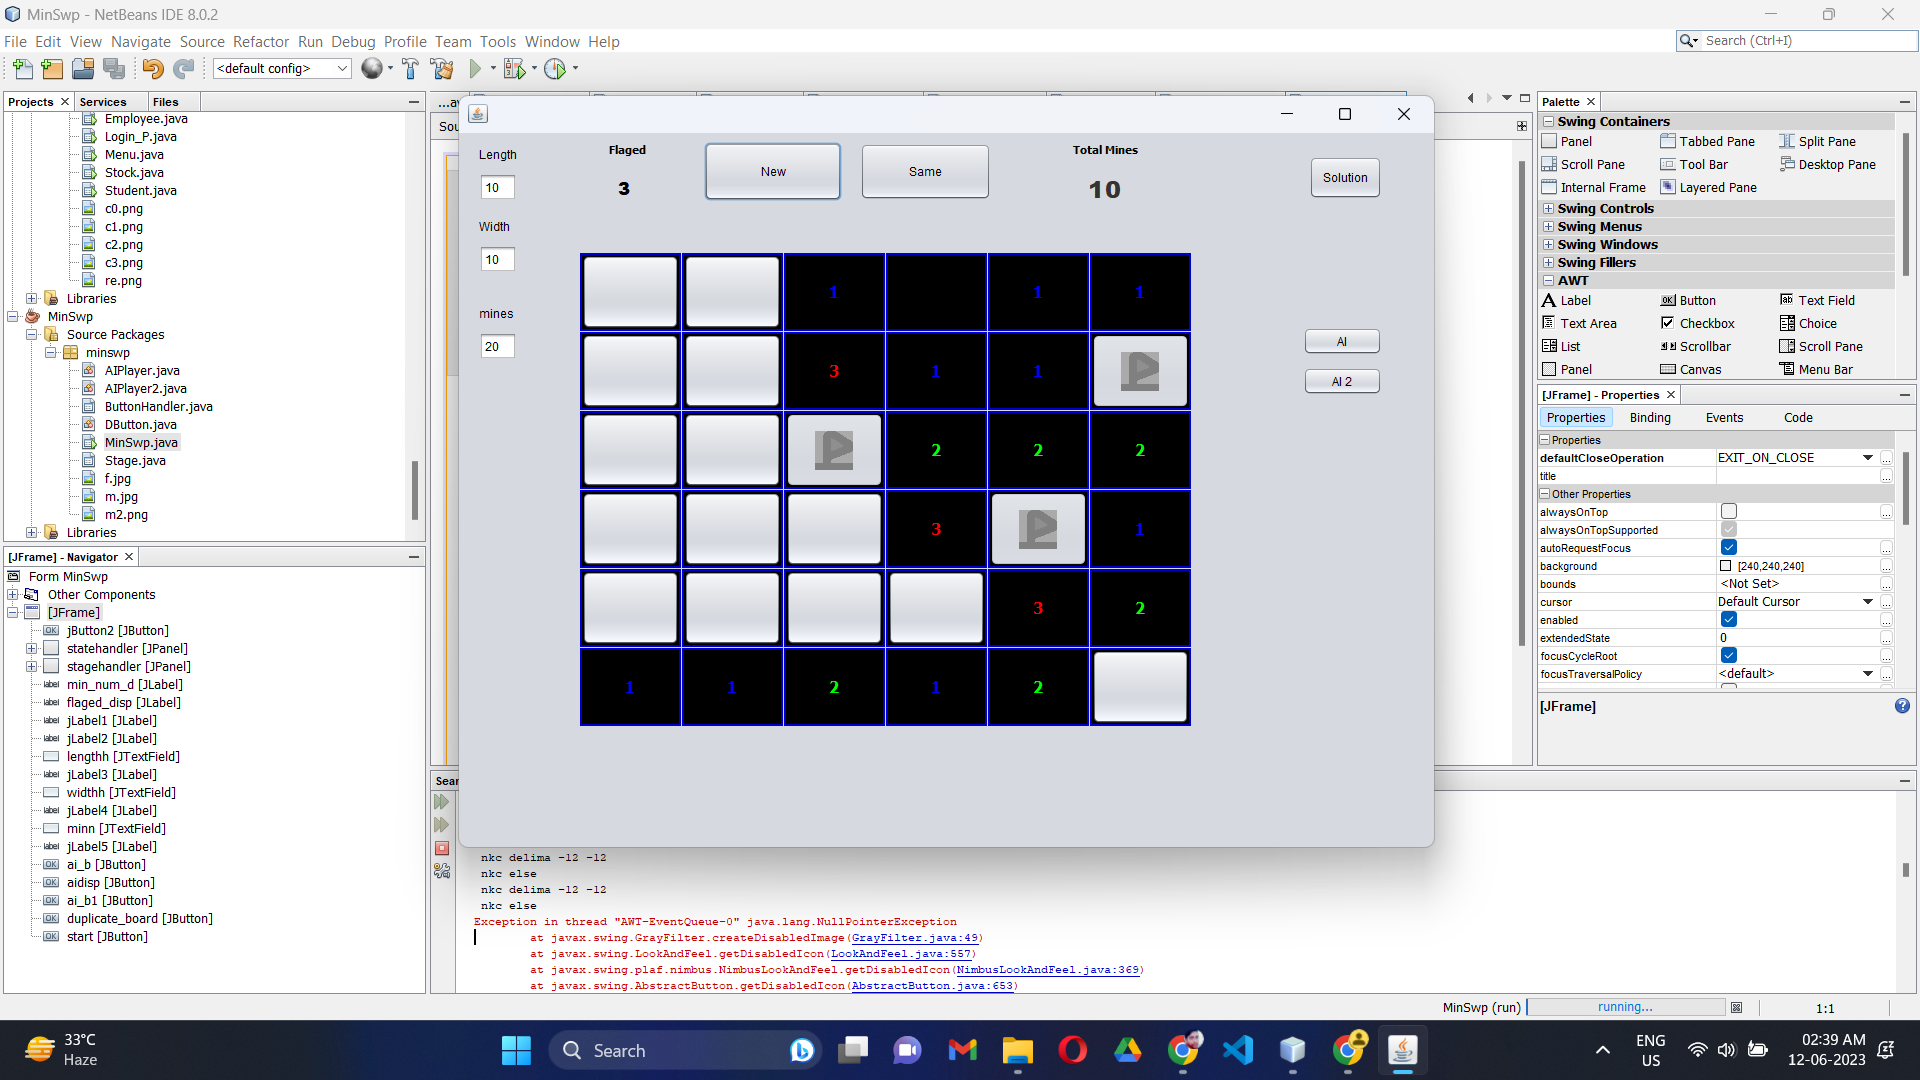 MinSwp - NetBeans IDE 8.0.2
File Edit View Navigate Source Refactor Run Debug Profile Team Tools Window Help
Search (Ctrl+I)
<default config>
Projects
Services
Files
Employee.java
Login_P.java
Menu.java
Stock.java
Student.java
c0.png
c1.png
c2.png
c3.png
re.png
Libraries
MinSwp
Source Packages
minswp
AIPlayer.java
AIPlayer2.java
ButtonHandler.java
DButton.java
MinSwp.java
Stage.java
f.jpg
m.jpg
m2.png
Libraries
[JFrame] - Navigator
Form MinSwp
Other Components
[JFrame]
jButton2 [JButton]
statehandler [JPanel]
stagehandler [JPanel]
min_num_d [JLabel]
flaged_disp [JLabel]
jLabel1 [JLabel]
jLabel2 [JLabel]
lengthh [JTextField]
jLabel3 [JLabel]
widthh [JTextField]
jLabel4 [JLabel]
minn [JTextField]
jLabel5 [JLabel]
ai_b [JButton]
aidisp [JButton]
ai_b1 [JButton]
duplicate_board [JButton]
start [JButton]
...av
Sou
Length
10
Width
10
mines
20
Flaged
3
New
Same
Total Mines
10
Solution
AI
AI 2
1 1 1
3 1 1
2 2 2
3 1
3 2
1 1 2 1 2
Sear
nkc delima -12 -12
nkc else
nkc delima -12 -12
nkc else
Exception in thread "AWT-EventQueue-0" java.lang.NullPointerException
at javax.swing.GrayFilter.createDisabledImage(GrayFilter.java:49)
at javax.swing.LookAndFeel.getDisabledIcon(LookAndFeel.java:557)
at javax.swing.plaf.nimbus.NimbusLookAndFeel.getDisabledIcon(NimbusLookAndFeel.java:369)
at javax.swing.AbstractButton.getDisabledIcon(AbstractButton.java:653)
Palette
Swing Containers
Panel Tabbed Pane Split Pane
Scroll Pane Tool Bar Desktop Pane
Internal Frame Layered Pane
Swing Controls
Swing Menus
Swing Windows
Swing Fillers
AWT
Label Button Text Field
Text Area Checkbox Choice
List Scrollbar Scroll Pane
Panel Canvas Menu Bar
[JFrame] - Properties
Properties Binding Events Code
Properties
defaultCloseOperation EXIT_ON_CLOSE
title
Other Properties
alwaysOnTop
alwaysOnTopSupported
autoRequestFocus
background [240,240,240]
bounds <Not Set>
cursor Default Cursor
enabled
extendedState 0
focusCycleRoot
focusTraversalPolicy <default>
[JFrame]
MinSwp (run)
running...
1:1
33°C
Haze
Search
ENG
US
02:39 AM
12-06-2023